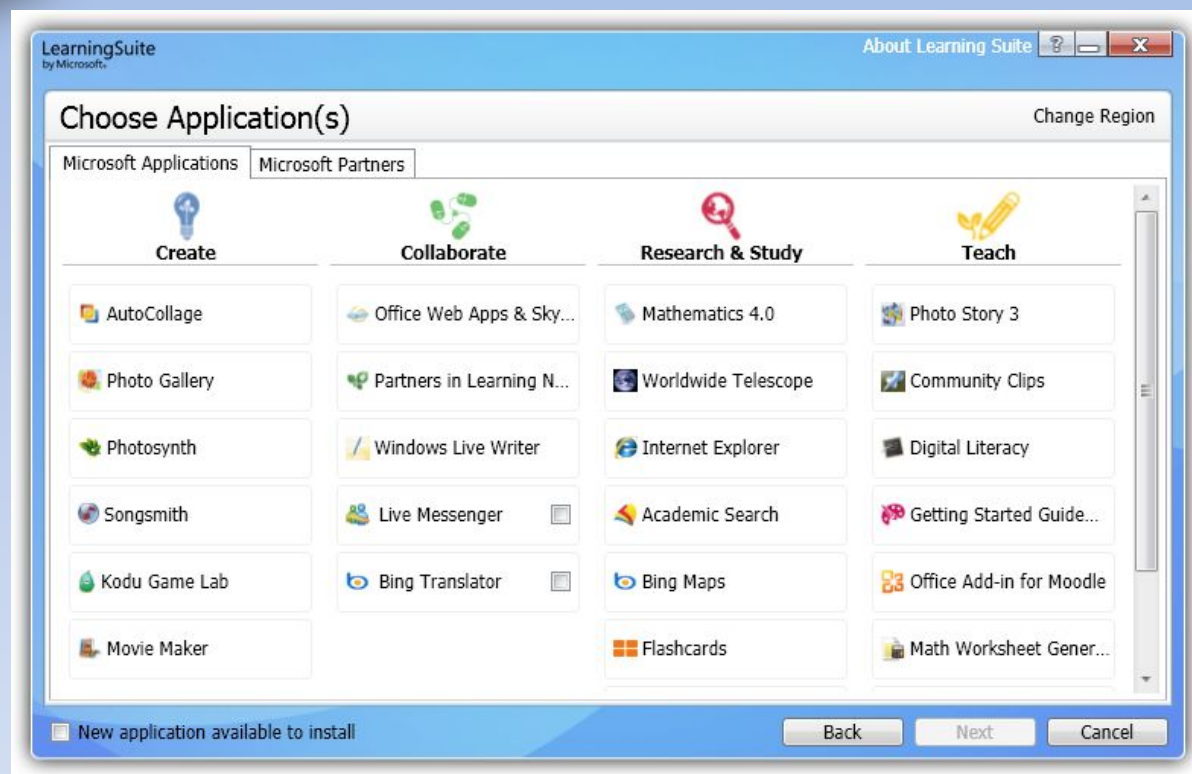 LearningSuite
by Microsoft.
About Learning Suite ?
Choose Application(s)
Change Region
Microsoft Applications
Microsoft Partners
Create
AutoCollage
Photo Gallery
Photosynth
Songsmith
Kodu Game Lab
Movie Maker
Collaborate
Office Web Apps & Sky...
Partners in Learning N...
Windows Live Writer
Live Messenger
Bing Translator
Research & Study
Mathematics 4.0
Worldwide Telescope
Internet Explorer
Academic Search
Bing Maps
Flashcards
Teach
Photo Story 3
Community Clips
Digital Literacy
Getting Started Guide...
Office Add-in for Moodle
Math Worksheet Gener...
New application available to install
Back
Next
Cancel